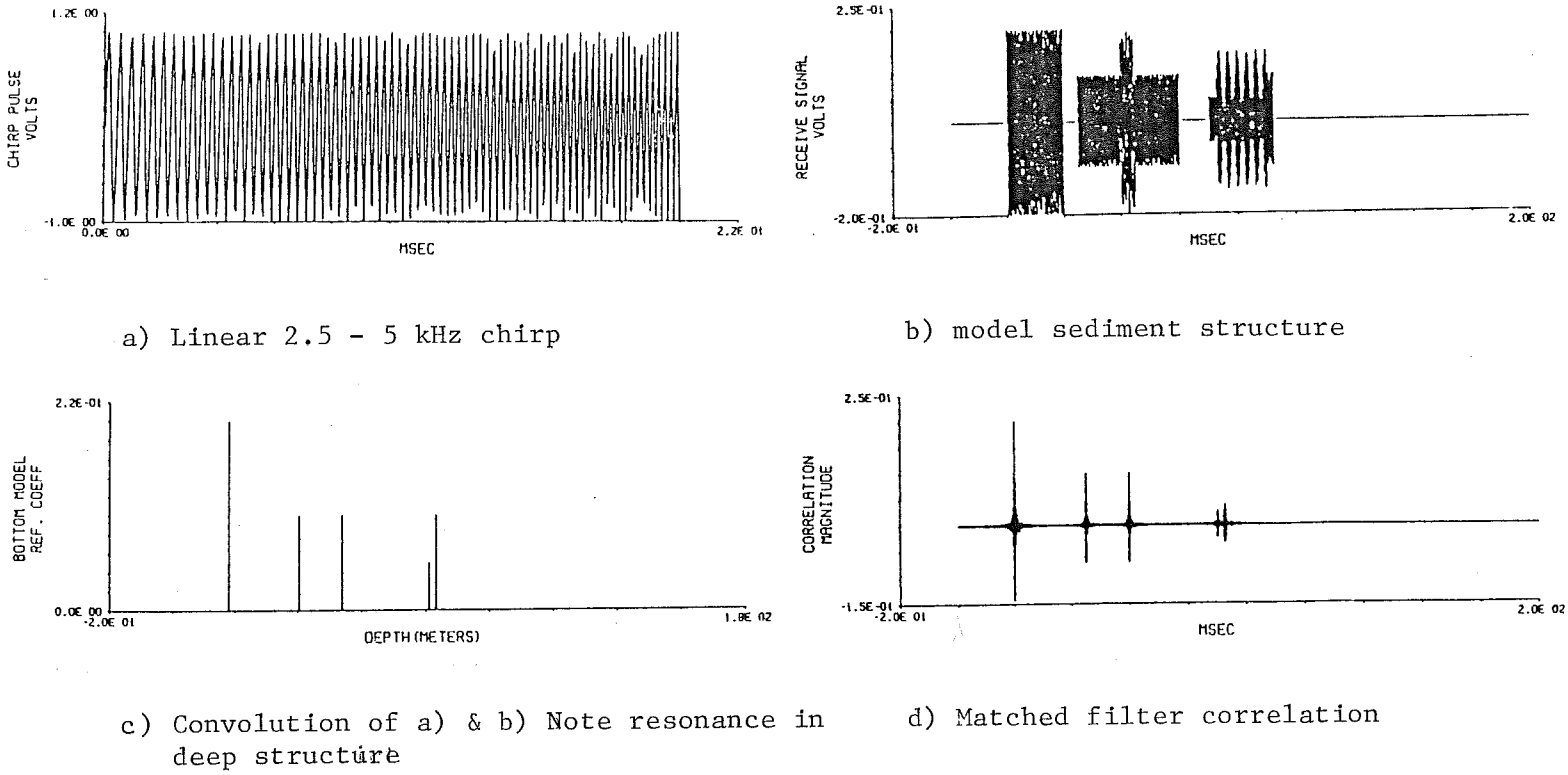 1.2E 00
CHIRP PULSE
VOLTS
-1.0E 00
0.0E 00
2.2E 01
MSEC
a) Linear 2.5 - 5 kHz chirp
2.5E-01
RECEIVE SIGNAL
VOLTS
-2.0E-01
-2.0E 01
2.0E 02
MSEC
b) model sediment structure
2.2E-01
BOTTOM MODEL
REF. COEFF
0.0E 00
-2.0E 01
1.8E 02
DEPTH(METERS)
c) Convolution of a) & b) Note resonance in
deep structure
2.5E-01
CORRELATION
MAGNITUDE
-1.5E-01
-2.0E 01
2.0E 02
MSEC
d) Matched filter correlation